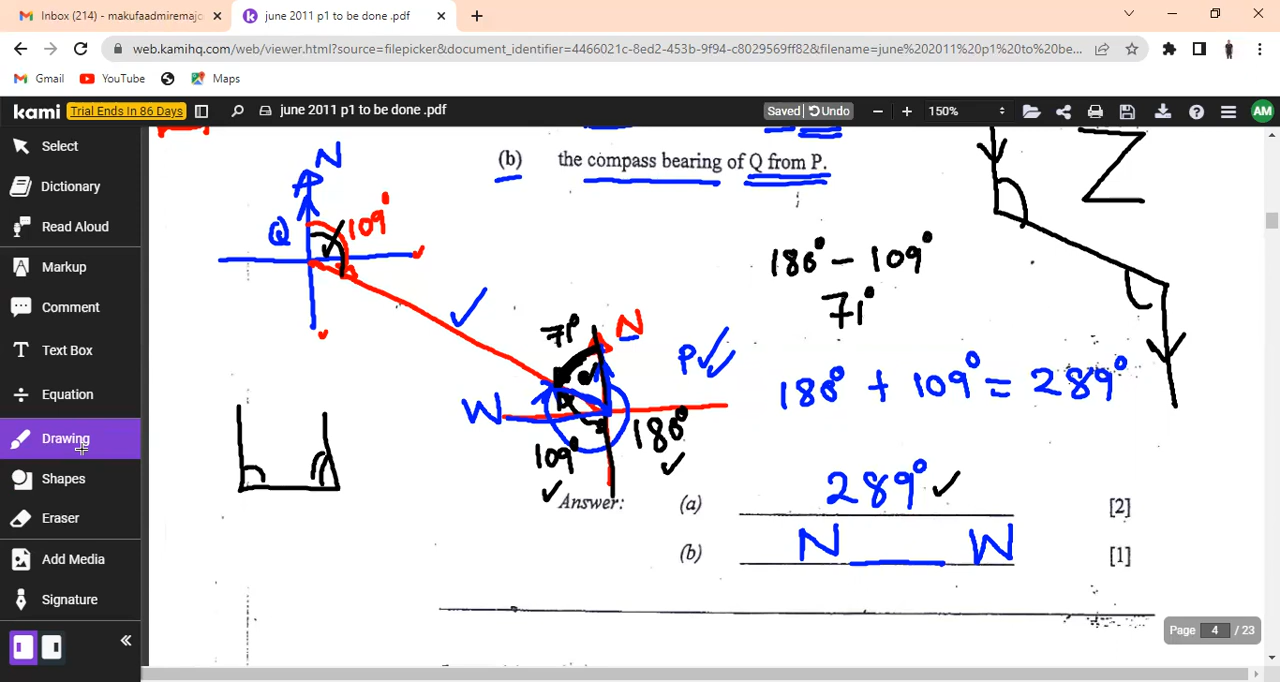 Inbox (214) - makufaadmiremajo
june 2011 p1 to be done .pdf
web.kamihq.com/web/viewer.html?source=filepicker&document_identifier=4466021c-8ed2-453b-9f94-c8029569ff82&filename=june%202011%20p1%20to%20be...
Gmail
YouTube
Maps
kami
Trial Ends In 86 Days
june 2011 p1 to be done .pdf
Saved
Undo
150%
AM
Select
Dictionary
Read Aloud
Markup
Comment
Text Box
Equation
Drawing
Shapes
Eraser
Add Media
Signature
(b) the compass bearing of Q from P.
N
Q
109°
Z
180° - 109°
71°
71°
N
P
W
180° + 109° = 289°
109°
180°
Answer: (a) 289° [2]
(b) N W [1]
Page 4 / 23